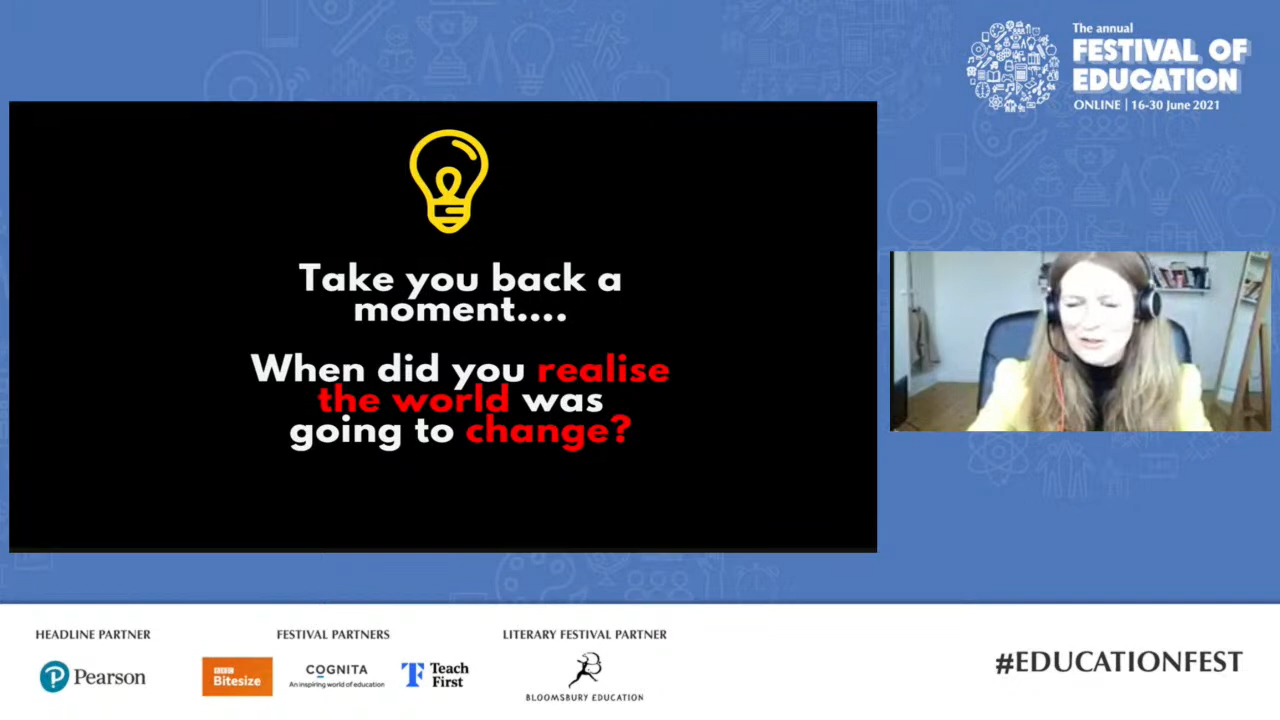 The annual
FESTIVAL OF
EDUCATION
ONLINE | 16-30 June 2021
Take you back a
moment....
When did you realise
the world was
going to change?
HEADLINE PARTNER
FESTIVAL PARTNERS
LITERARY FESTIVAL PARTNER
Pearson
BBC
Bitesize
COGNITA
An inspiring world of education
Teach
First
BLOOMSBURY EDUCATION
#EDUCATIONFEST